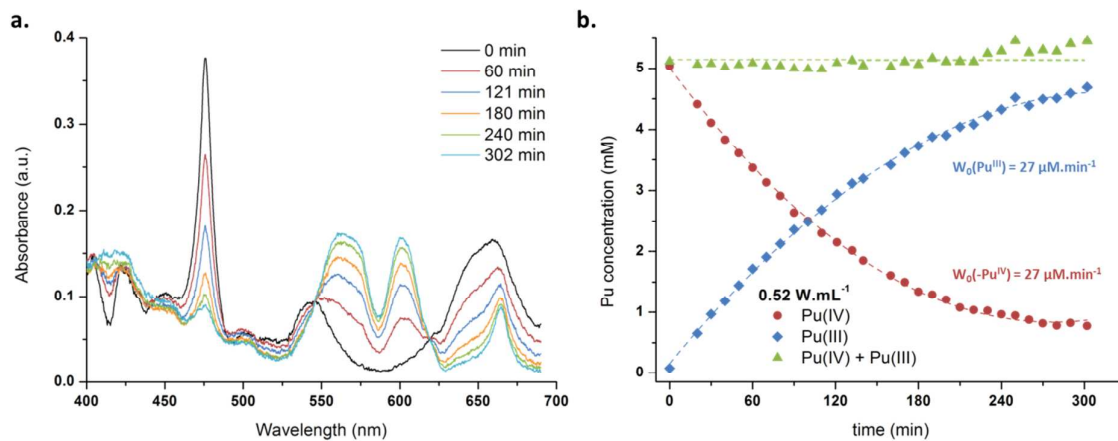 a.
0.4
0.3
0.2
0.1
0.0
Absorbance (a.u.)
400 450 500 550 600 650 700
Wavelength (nm)
0 min
60 min
121 min
180 min
240 min
302 min
b.
6
5
4
3
2
1
0
Pu concentration (mM)
0 60 120 180 240 300
time (min)
W₀(Puᴵᴵᴵ) = 27 µM.min⁻¹
W₀(-Puᴵⱽ) = 27 µM.min⁻¹
0.52 W.mL⁻¹
Pu(IV)
Pu(III)
Pu(IV) + Pu(III)